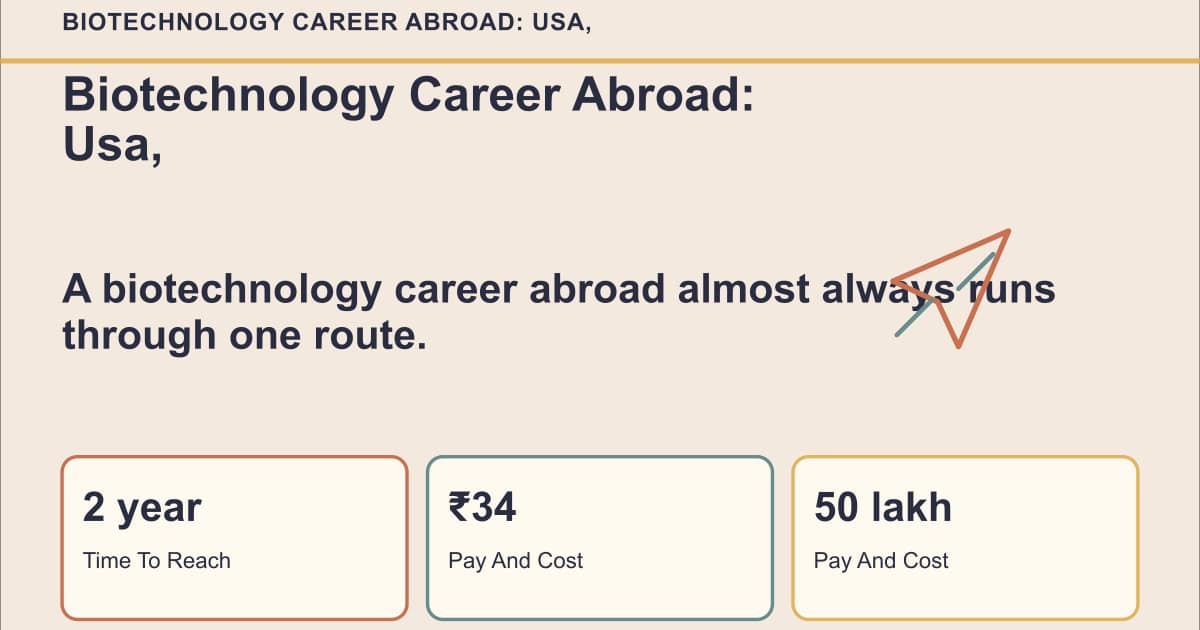 BIOTECHNOLOGY CAREER ABROAD: USA,
Biotechnology Career Abroad:
Usa,
A biotechnology career abroad almost always runs
through one route.
2 year
Time To Reach
₹34
Pay And Cost
50 lakh
Pay And Cost